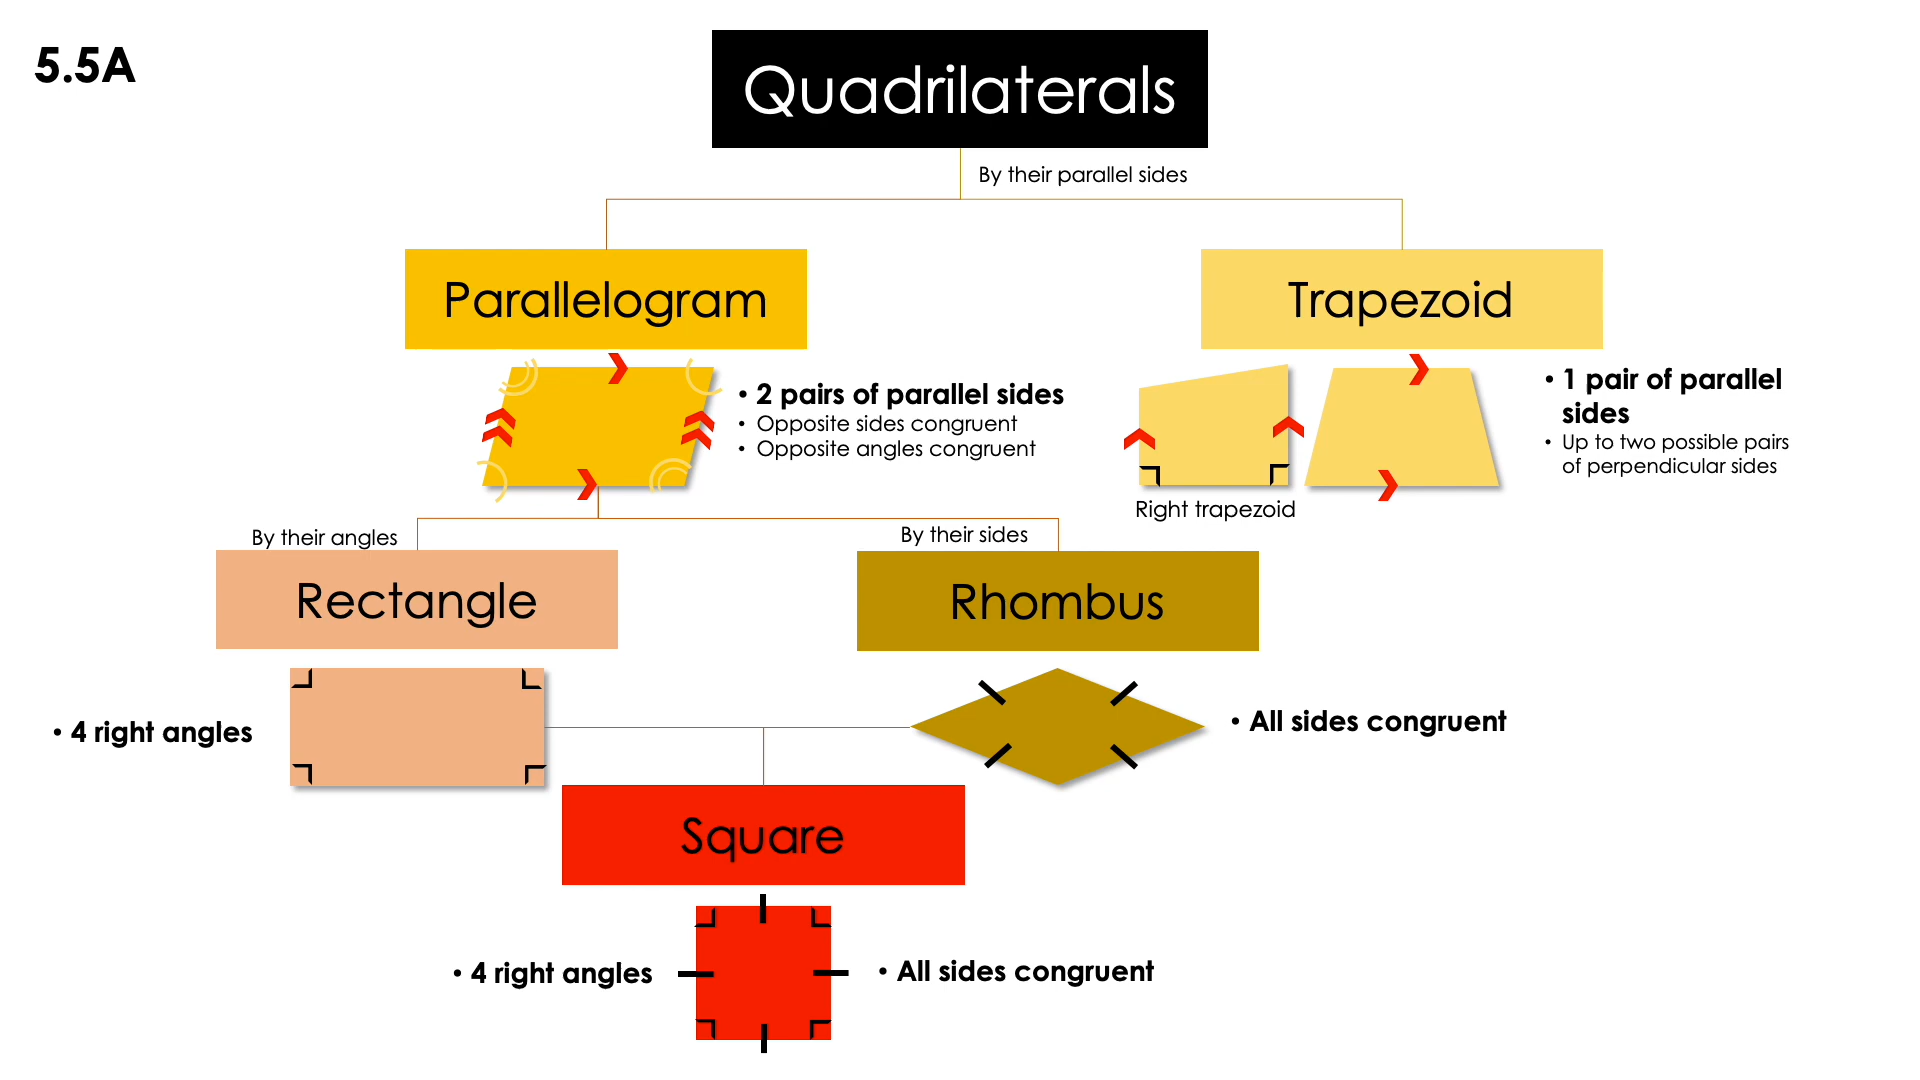 5.5A
Quadrilaterals
By their parallel sides
Parallelogram
Trapezoid
• 2 pairs of parallel sides
• Opposite sides congruent
• Opposite angles congruent
• 1 pair of parallel
sides
• Up to two possible pairs
of perpendicular sides
Right trapezoid
By their angles
By their sides
Rectangle
Rhombus
• 4 right angles
• All sides congruent
Square
• 4 right angles
• All sides congruent